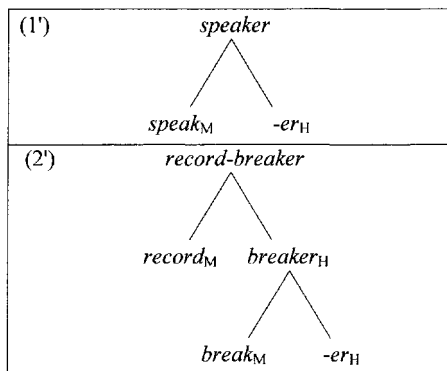 (1') speaker
speakM -erH
(2') record-breaker
recordM breakerH
breakM -erH